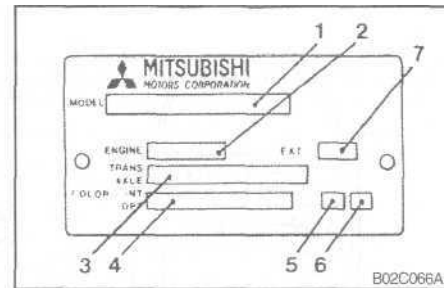 1 2 7
MITSUBISHI
MOTORS CORPORATION
MODEL
ENGINE EXT
TRANS
AXLE
COLOR INT
OPT
3 4 5 6
B02C066A